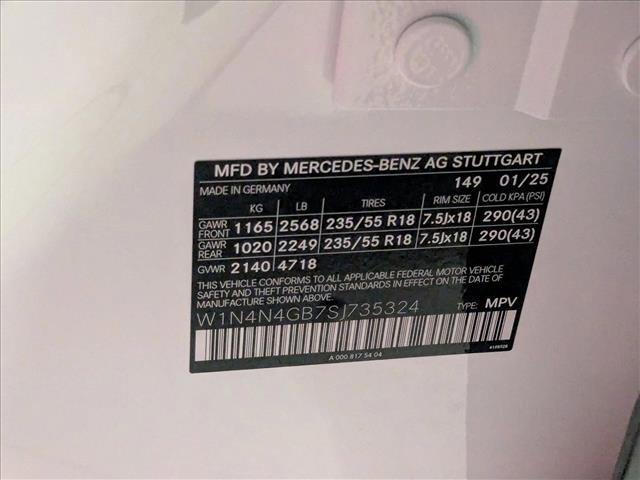 MFD BY MERCEDES-BENZ AG STUTTGART
MADE IN GERMANY 149 01/25
KG LB TIRES RIM SIZE COLD KPA (PSI)
GAWR FRONT 1165 2568 235/55 R18 7.5Jx18 290(43)
GAWR REAR 1020 2249 235/55 R18 7.5Jx18 290(43)
GVWR 2140 4718
THIS VEHICLE CONFORMS TO ALL APPLICABLE FEDERAL MOTOR VEHICLE
SAFETY AND THEFT PREVENTION STANDARDS IN EFFECT ON THE DATE OF
MANUFACTURE SHOWN ABOVE.
W1N4N4GB7SJ735324 TYPE: MPV
A 000 817 54 04